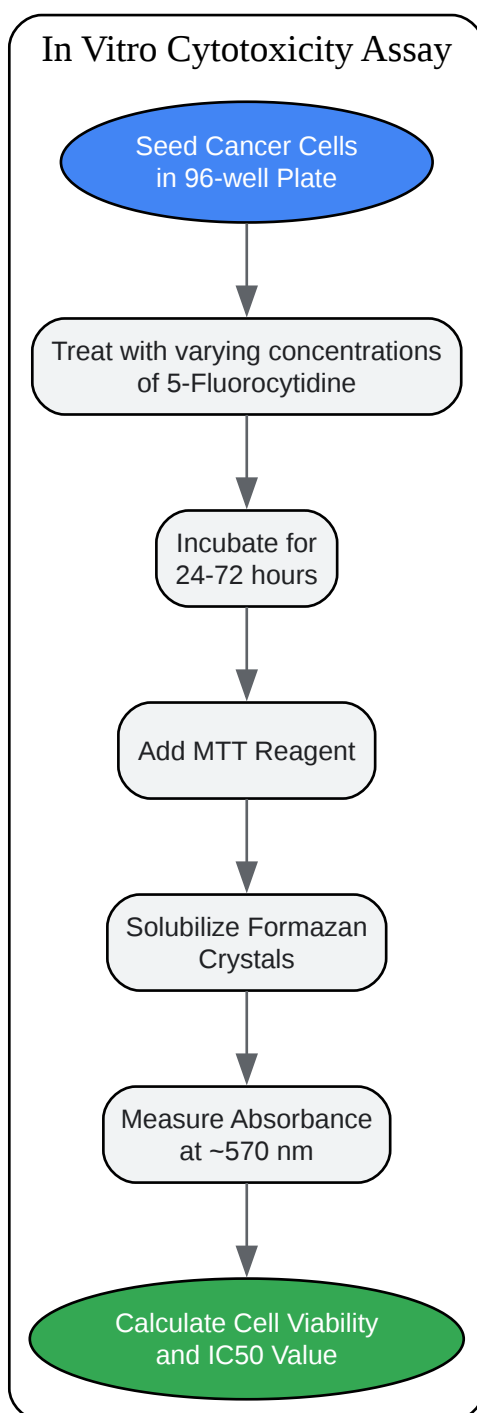 In Vitro Cytotoxicity Assay
Seed Cancer Cells
in 96-well Plate
Treat with varying concentrations
of 5-Fluorocytidine
Incubate for
24-72 hours
Add MTT Reagent
Solubilize Formazan
Crystals
Measure Absorbance
at ~570 nm
Calculate Cell Viability
and IC50 Value